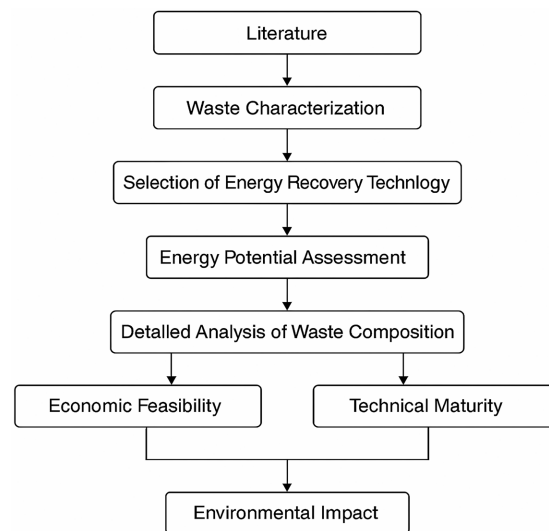 Literature
Waste Characterization
Selection of Energy Recovery Technlogy
Energy Potential Assessment
Detalled Analysis of Waste Composition
Economic Feasibility
Technical Maturity
Environmental Impact